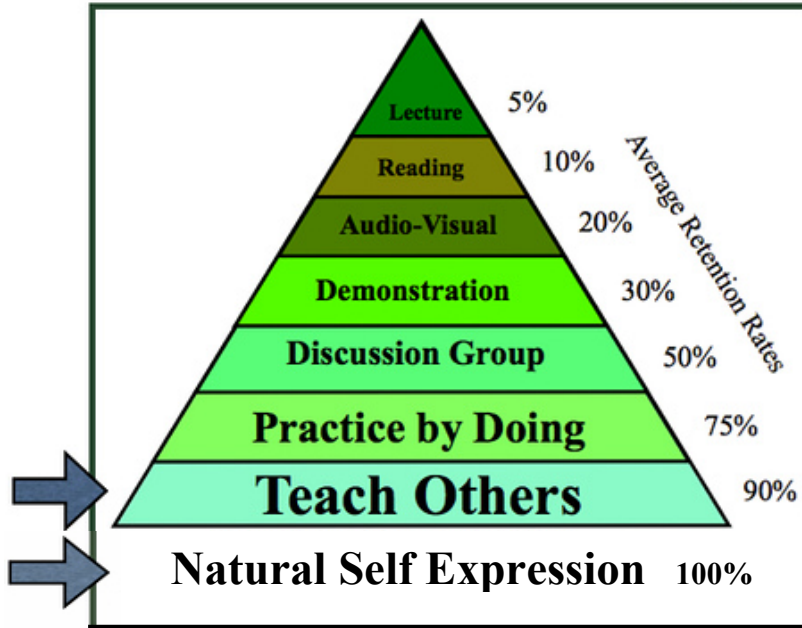 Lecture 5%
Reading 10%
Audio-Visual 20%
Demonstration 30%
Discussion Group 50%
Practice by Doing 75%
Teach Others 90%
Average Retention Rates
Natural Self Expression 100%